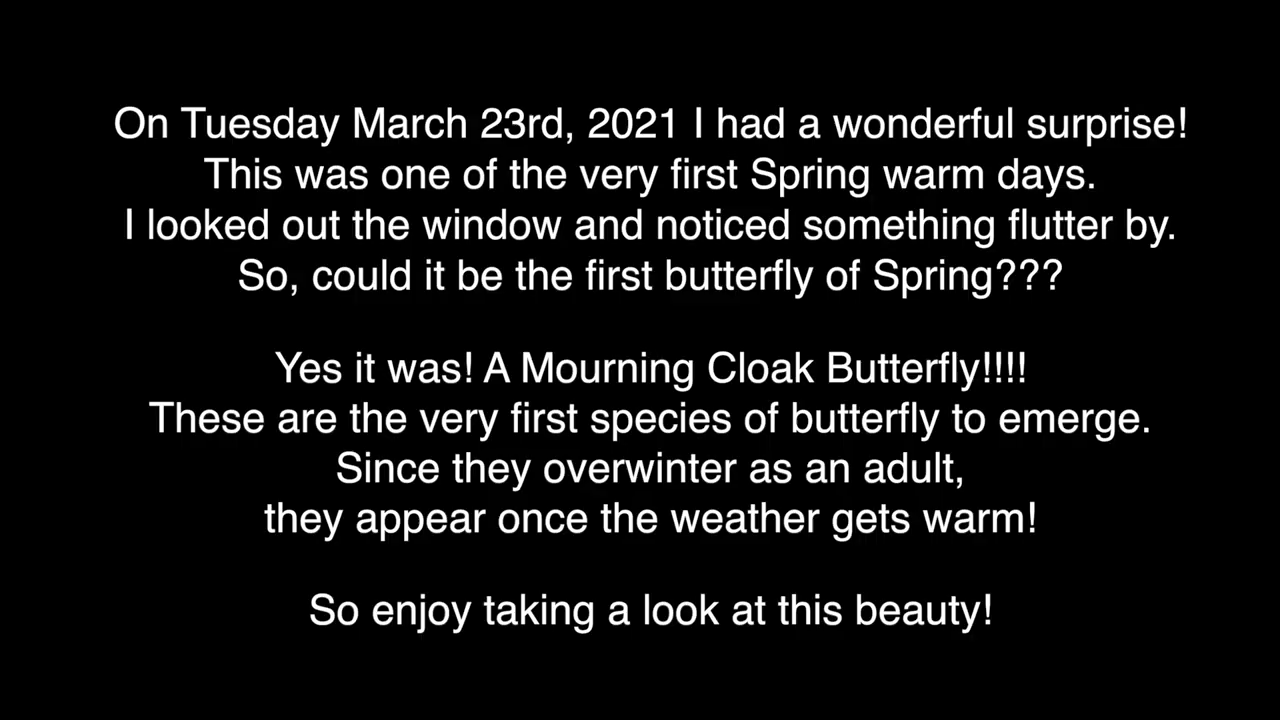 On Tuesday March 23rd, 2021 I had a wonderful surprise!
This was one of the very first Spring warm days.
I looked out the window and noticed something flutter by.
So, could it be the first butterfly of Spring???
Yes it was! A Mourning Cloak Butterfly!!!!
These are the very first species of butterfly to emerge.
Since they overwinter as an adult,
they appear once the weather gets warm!
So enjoy taking a look at this beauty!